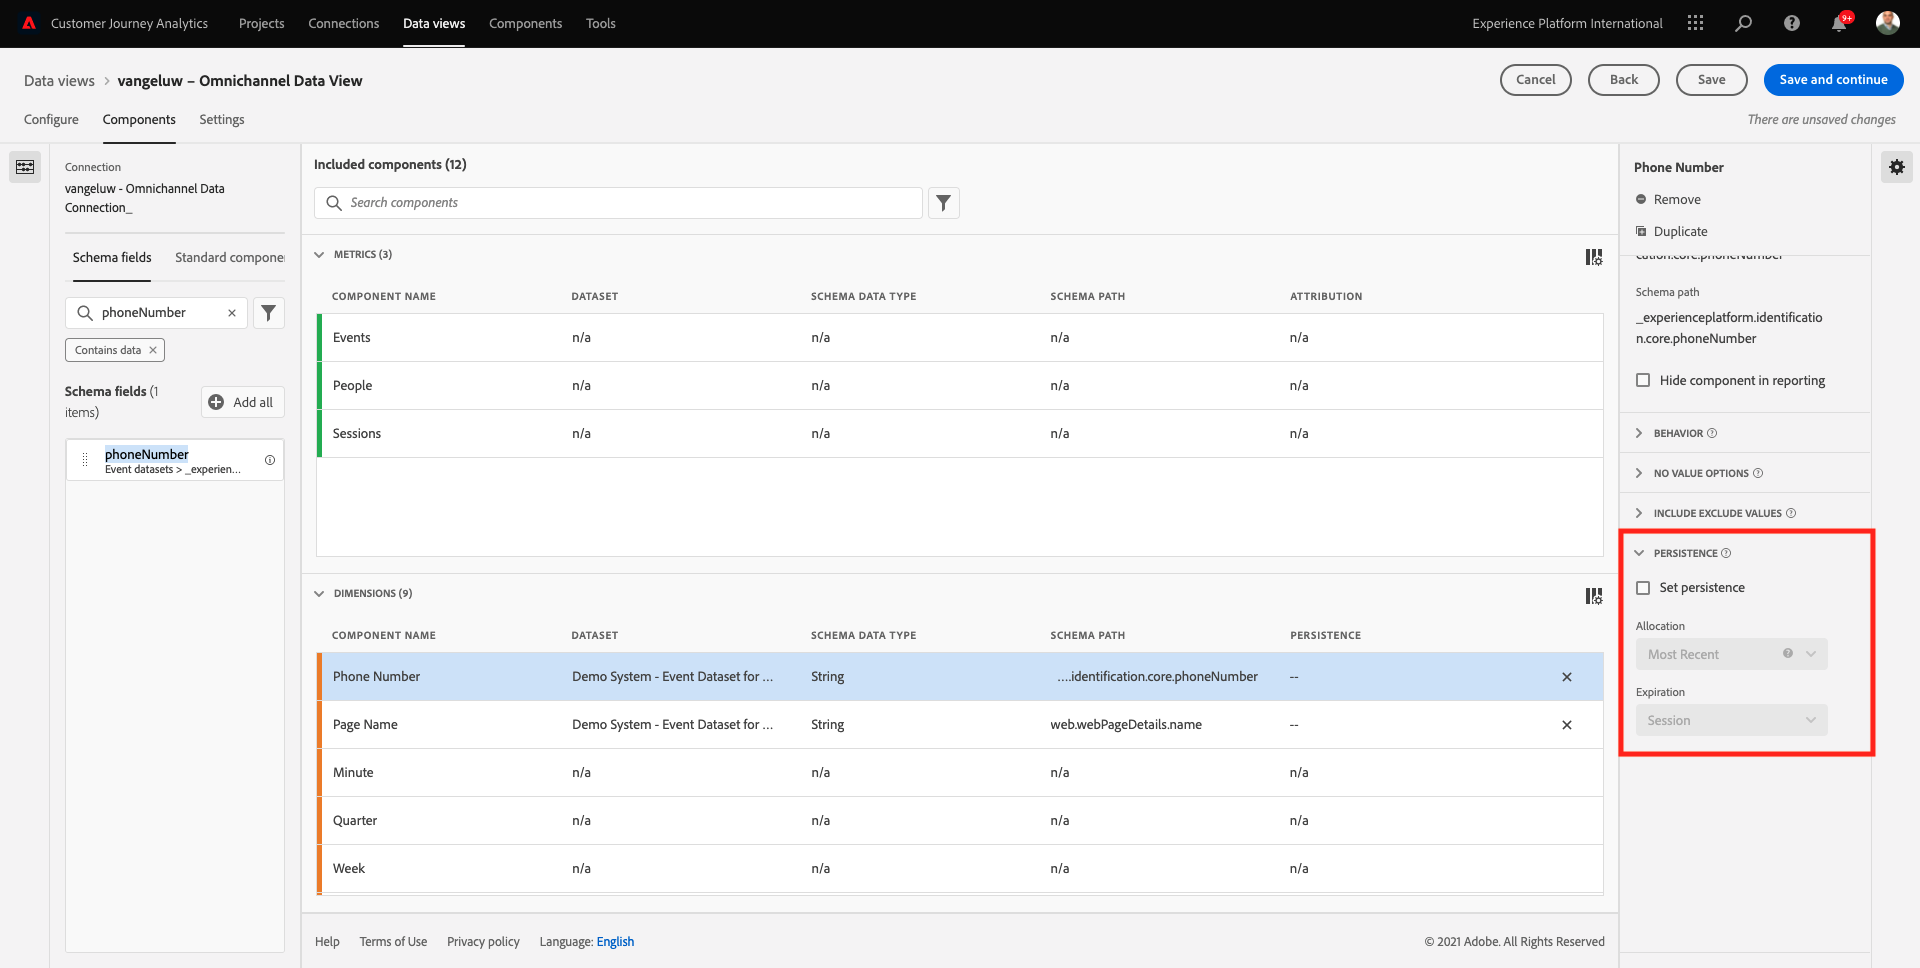 Customer Journey Analytics Projects Connections Data views Components Tools Experience Platform International 9+
Data views > vangeluw – Omnichannel Data View Cancel Back Save Save and continue
Configure Components Settings There are unsaved changes
Connection
vangeluw - Omnichannel Data
Connection_
Schema fields Standard compone
phoneNumber
Contains data
Schema fields (1
items)
Add all
phoneNumber
Event datasets > _experien...
Included components (12)
Search components
METRICS (3)
COMPONENT NAME DATASET SCHEMA DATA TYPE SCHEMA PATH ATTRIBUTION
Events n/a n/a n/a n/a
People n/a n/a n/a n/a
Sessions n/a n/a n/a n/a
DIMENSIONS (9)
COMPONENT NAME DATASET SCHEMA DATA TYPE SCHEMA PATH PERSISTENCE
Phone Number Demo System - Event Dataset for ... String ....identification.core.phoneNumber --
Page Name Demo System - Event Dataset for ... String web.webPageDetails.name --
Minute n/a n/a n/a n/a
Quarter n/a n/a n/a n/a
Week n/a n/a n/a n/a
Help Terms of Use Privacy policy Language: English © 2021 Adobe. All Rights Reserved
Phone Number
Remove
Duplicate
cation.core.phoneNumber
Schema path
_experienceplatform.identificatio
n.core.phoneNumber
Hide component in reporting
BEHAVIOR
NO VALUE OPTIONS
INCLUDE EXCLUDE VALUES
PERSISTENCE
Set persistence
Allocation
Most Recent
Expiration
Session